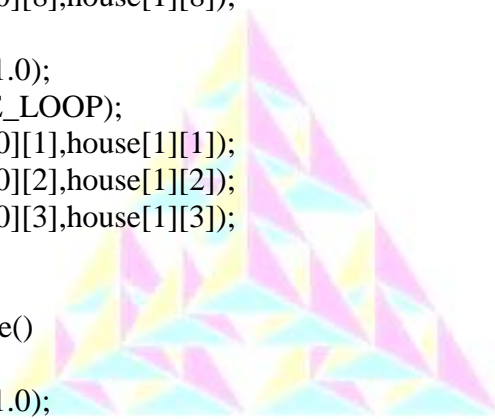 0][8],house[1][8]);
1.0);
E_LOOP);
0][1],house[1][1]);
0][2],house[1][2]);
0][3],house[1][3]);
e()
1.0);